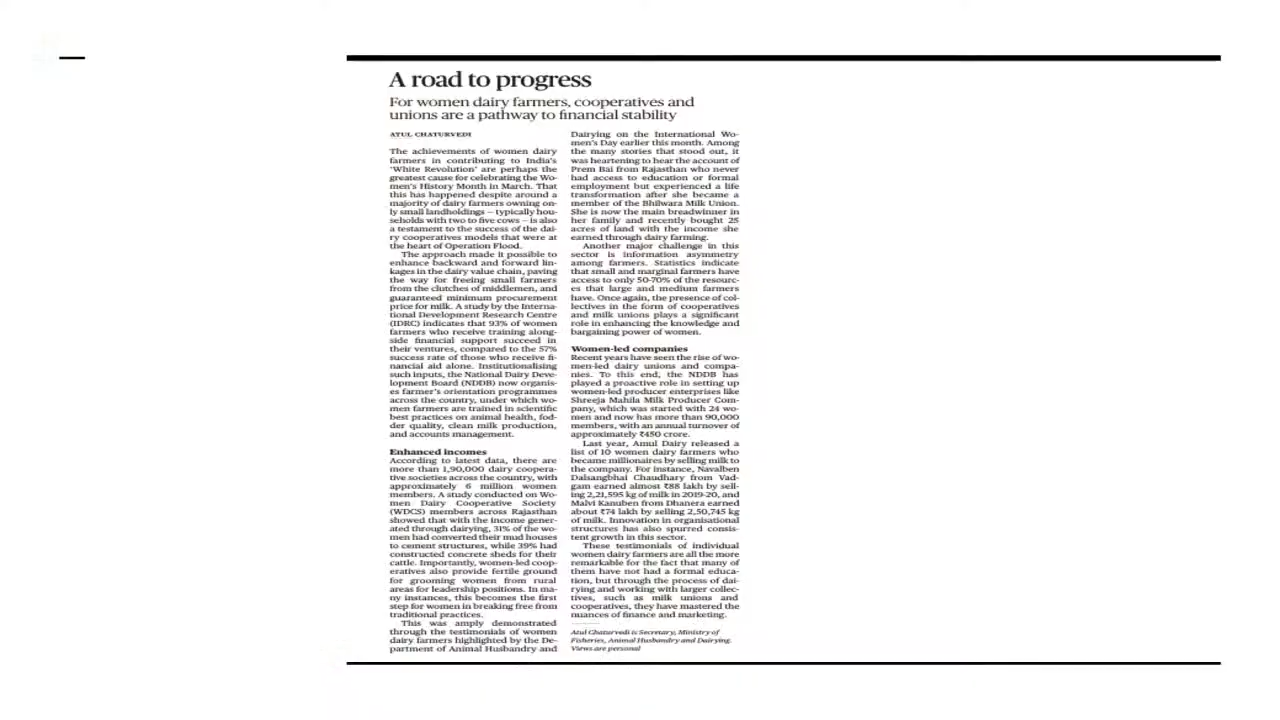 A road to progress
For women dairy farmers, cooperatives and
unions are a pathway to financial stability
ATUL CHATURVEDI
The achievements of women dairy
farmers in contributing to India's
'White Revolution' are perhaps the
greatest cause for celebrating the Wo-
men's History Month in March. That
this has happened despite around a
majority of dairy farmers owning on-
ly small landholdings – typically hou-
seholds with two to five cows – is also
a testament to the success of the dai-
ry cooperatives models that were at
the heart of Operation Flood.
The approach made it possible to
enhance backward and forward lin-
kages in the dairy value chain, paving
the way for freeing small farmers
from the clutches of middlemen, and
guaranteed minimum procurement
price for milk. A study by the Interna-
tional Development Research Centre
(IDRC) indicates that 93% of women
farmers who receive training along-
side financial support succeed in
their ventures, compared to the 57%
success rate of those who receive fi-
nancial aid alone. Institutionalising
such inputs, the National Dairy Deve-
lopment Board (NDDB) now organis-
es farmer's orientation programmes
across the country, under which wo-
men farmers are trained in scientific
best practices on animal health, fod-
der quality, clean milk production,
and accounts management.
Enhanced incomes
According to latest data, there are
more than 1,90,000 dairy coopera-
tive societies across the country, with
approximately 6 million women
members. A study conducted on Wo-
men Dairy Cooperative Society
(WDCS) members across Rajasthan
showed that with the income gener-
ated through dairying, 31% of the wo-
men had converted their mud houses
to cement structures, while 39% had
constructed concrete sheds for their
cattle. Importantly, women-led coop-
eratives also provide fertile ground
for grooming women from rural
areas for leadership positions. In ma-
ny instances, this becomes the first
step for women in breaking free from
traditional practices.
This was amply demonstrated
through the testimonials of women
dairy farmers highlighted by the De-
partment of Animal Husbandry and
Dairying on the International Wo-
men's Day earlier this month. Among
the many stories that stood out, it
was heartening to hear the account of
Prem Bai from Rajasthan who never
had access to education or formal
employment but experienced a life
transformation after she became a
member of the Bhilwara Milk Union.
She is now the main breadwinner in
her family and recently bought 25
acres of land with the income she
earned through dairy farming.
Another major challenge in this
sector is information asymmetry
among farmers. Statistics indicate
that small and marginal farmers have
access to only 50-70% of the resourc-
es that large and medium farmers
have. Once again, the presence of col-
lectives in the form of cooperatives
and milk unions plays a significant
role in enhancing the knowledge and
bargaining power of women.
Women-led companies
Recent years have seen the rise of wo-
men-led dairy unions and compa-
nies. To this end, the NDDB has
played a proactive role in setting up
women-led producer enterprises like
Shreeja Mahila Milk Producer Com-
pany, which was started with 24 wo-
men and now has more than 90,000
members, with an annual turnover of
approximately ₹450 crore.
Last year, Amul Dairy released a
list of 10 women dairy farmers who
became millionaires by selling milk to
the company. For instance, Navalben
Dalsangbhai Chaudhary from Vad-
gam earned almost ₹88 lakh by sell-
ing 2,21,595 kg of milk in 2019-20, and
Malvi Kanuben from Dhanera earned
about ₹74 lakh by selling 2,50,745 kg
of milk. Innovation in organisational
structures has also spurred consis-
tent growth in this sector.
These testimonials of individual
women dairy farmers are all the more
remarkable for the fact that many of
them have not had a formal educa-
tion, but through the process of dai-
rying and working with larger collec-
tives, such as milk unions and
cooperatives, they have mastered the
nuances of finance and marketing.
Atul Chaturvedi is Secretary, Ministry of
Fisheries, Animal Husbandry and Dairying.
Views are personal